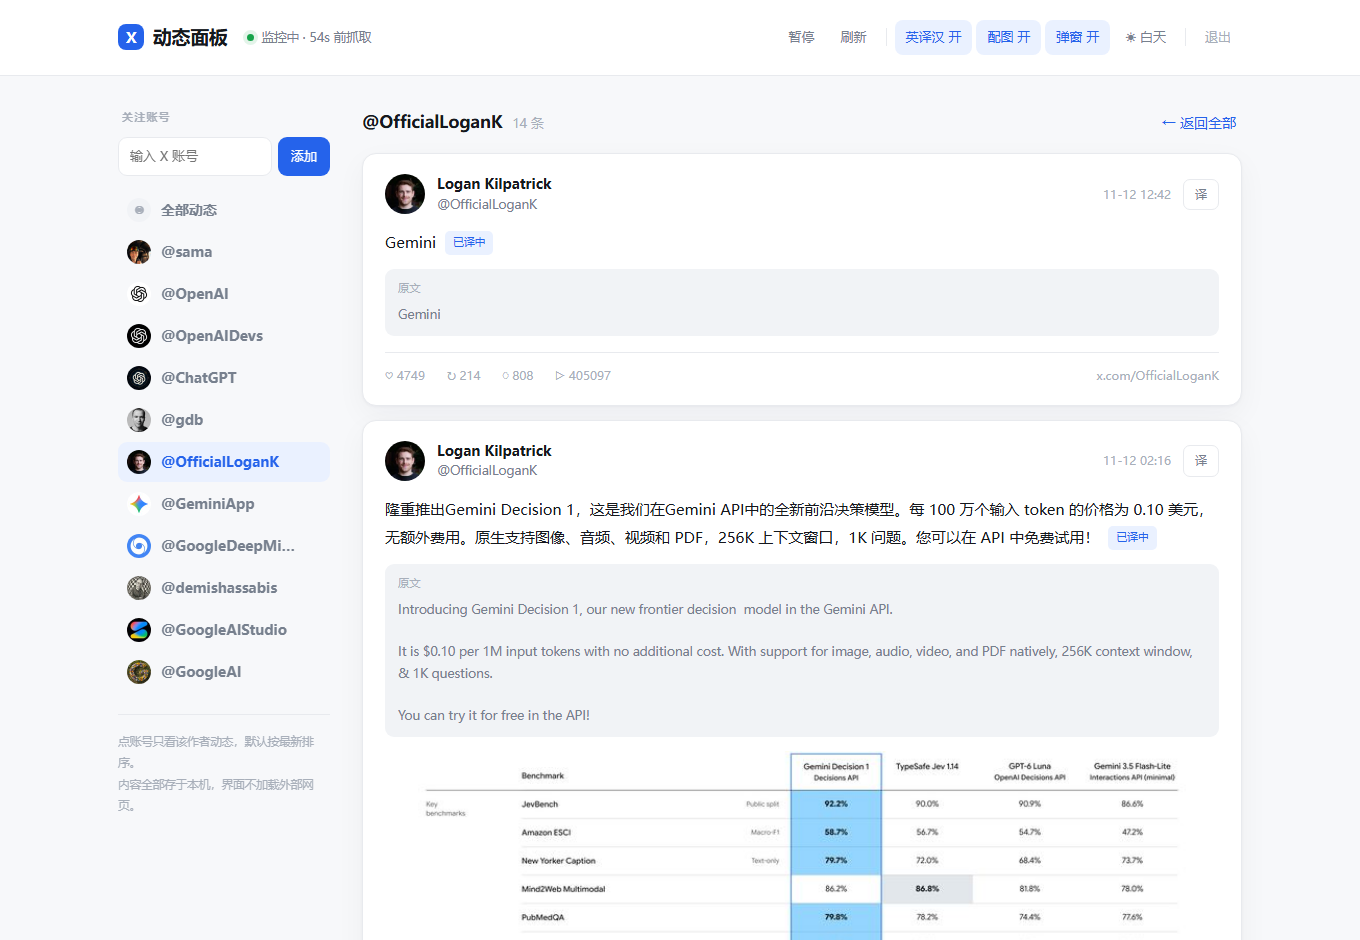 X 动态面板 监控中 · 54s 前抓取 暂停 刷新 英译汉 开 配图 开 弹窗 开 ☀ 白天 退出
关注账号
输入 X 账号 添加
全部动态
@sama
@OpenAI
@OpenAIDevs
@ChatGPT
@gdb
@OfficialLoganK
@GeminiApp
@GoogleDeepMi...
@demishassabis
@GoogleAIStudio
@GoogleAI
点账号只看该作者动态，默认按最新排
序。
内容全部存于本机，界面不加载外部网
页。
@OfficialLoganK 14 条 ← 返回全部
Logan Kilpatrick
@OfficialLoganK
11-12 12:42 译
Gemini 已译中
原文
Gemini
♡ 4749 ↻ 214 ○ 808 ▷ 405097 x.com/OfficialLoganK
Logan Kilpatrick
@OfficialLoganK
11-12 02:16 译
隆重推出Gemini Decision 1，这是我们在Gemini API中的全新前沿决策模型。每 100 万个输入 token 的价格为 0.10 美元，
无额外费用。原生支持图像、音频、视频和 PDF，256K 上下文窗口，1K 问题。您可以在 API 中免费试用！ 已译中
原文
Introducing Gemini Decision 1, our new frontier decision  model in the Gemini API.
It is $0.10 per 1M input tokens with no additional cost. With support for image, audio, video, and PDF natively, 256K context window,
& 1K questions.
You can try it for free in the API!
Benchmark Gemini Decision 1 TypeSafe Jev 1.14 GPT-6 Luna Gemini 3.5 Flash-Lite
Decisions API OpenAI Decisions API Interactions API (minimal)
Key JevBench Public split 92.2% 90.0% 90.9% 86.6%
benchmarks
Amazon ESCI Macro-F1 58.7% 56.7% 54.7% 47.2%
New Yorker Caption Text-only 79.7% 72.0% 68.4% 73.7%
Mind2Web Multimodal 86.2% 86.8% 81.8% 78.0%
PubMedQA 79.8% 78.2% 74.4% 77.6%